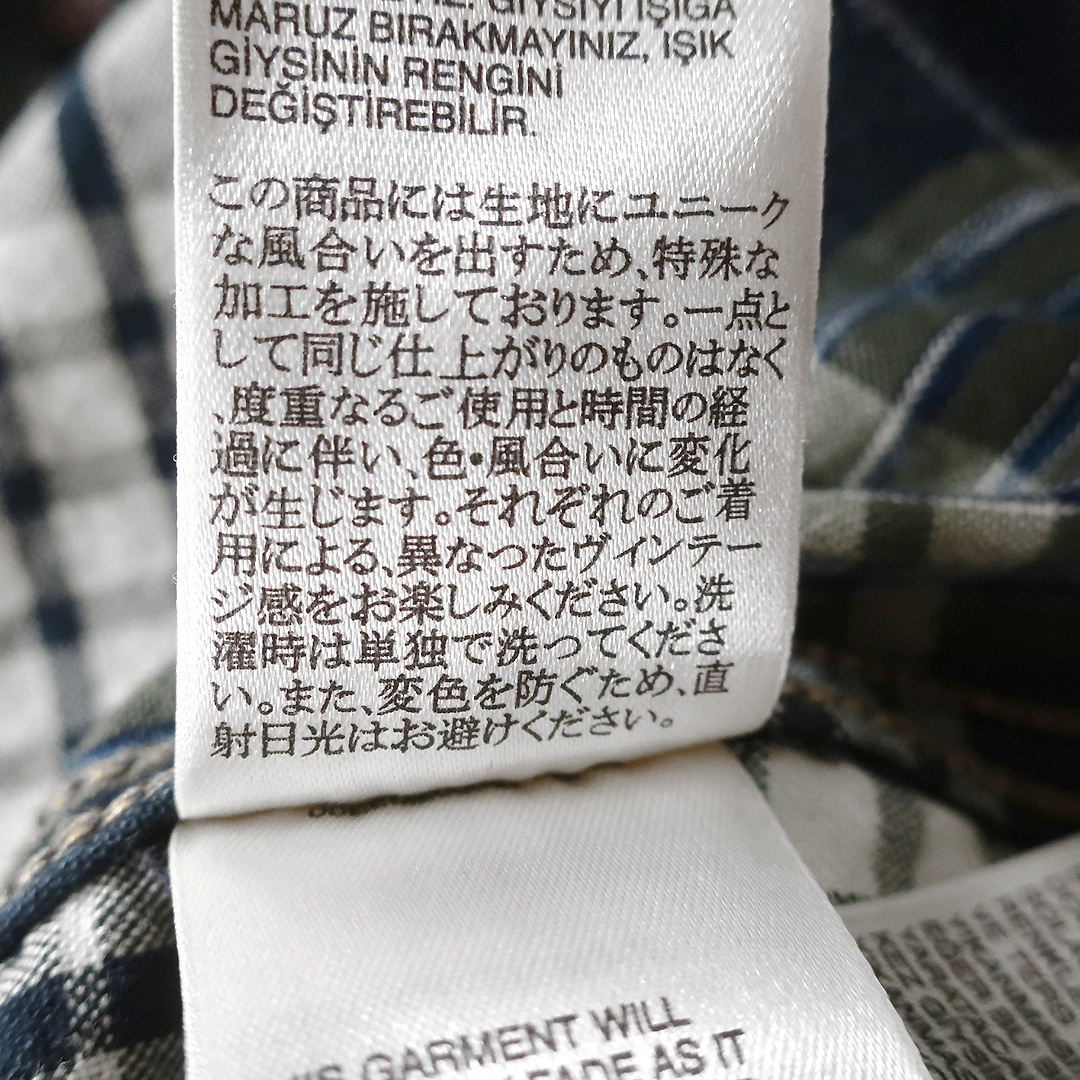 GİYSİYİ IŞIĞA
MARUZ BIRAKMAYINIZ, IŞIK
GİYSİNİN RENGİNİ
DEĞİŞTİREBİLİR.
この商品には生地にユニーク
な風合いを出すため、特殊な
加工を施しております。一点と
して同じ仕上がりのものはなく
、度重なるご使用と時間の経
過に伴い、色・風合いに変化
が生じます。それぞれのご着
用による、異なったヴィンテー
ジ感をお楽しみください。洗
濯時は単独で洗ってくださ
い。また、変色を防ぐため、直
射日光はお避けください。
GARMENT WILL
FADE AS IT